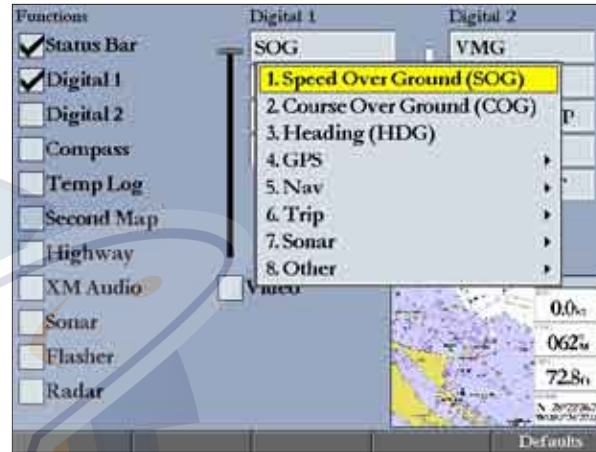 Functions
Digital 1
Digital 2
Status Bar
SOG
VMG
Digital 1
1. Speed Over Ground (SOG)
Digital 2
2. Course Over Ground (COG)
P
3. Heading (HDG)
Compass
4. GPS
Temp Log
5. Nav
Second Map
6. Trip
7. Sonar
Highway
8. Other
XM Audio
Video
Sonar
0.0
062
Flasher
72.8
Radar
Defaults